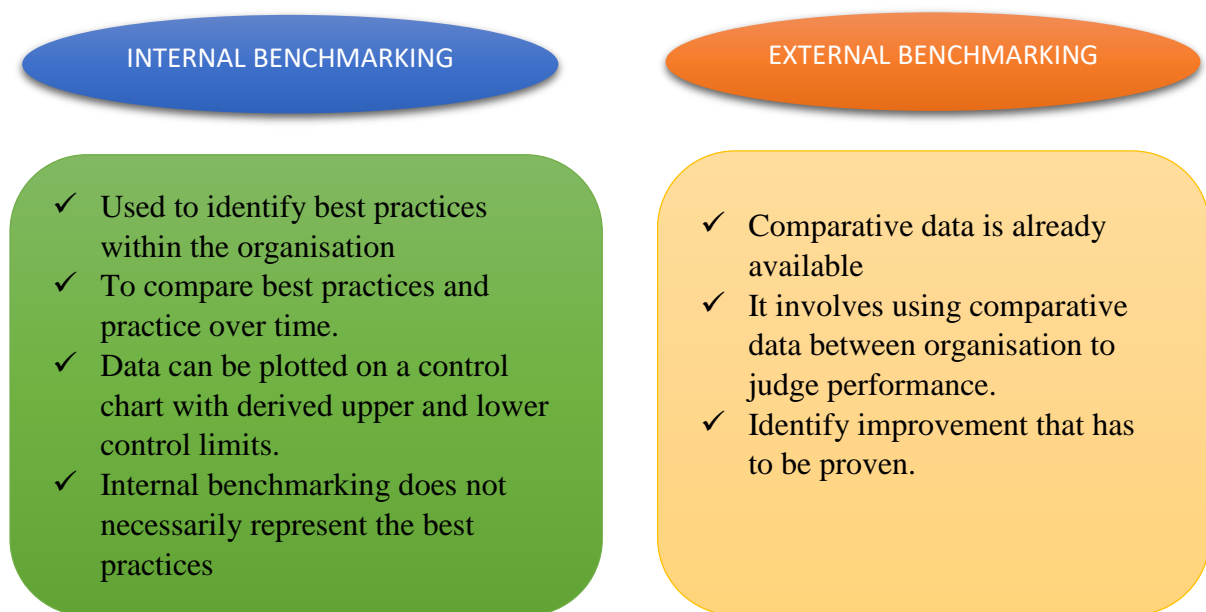 INTERNAL BENCHMARKING
EXTERNAL BENCHMARKING
✓ Used to identify best practices
within the organisation
✓ To compare best practices and
practice over time.
✓ Data can be plotted on a control
chart with derived upper and lower
control limits.
✓ Internal benchmarking does not
necessarily represent the best
practices
✓ Comparative data is already
available
✓ It involves using comparative
data between organisation to
judge performance.
✓ Identify improvement that has
to be proven.